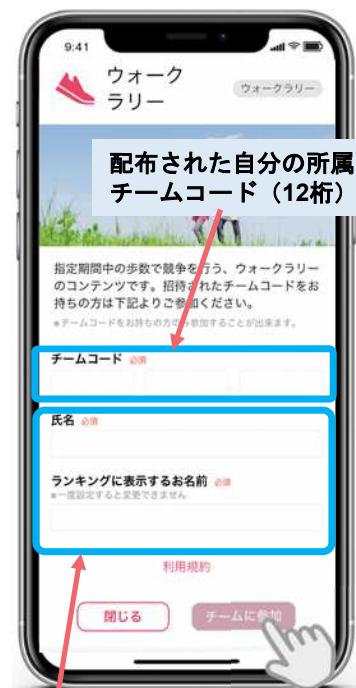 9:41
ウォーク
ラリー
ウォークラリー
配布された自分の所属
チームコード（12桁）
指定期間中の歩数で競争を行う、ウォークラリー
のコンテンツです。招待されたチームコードをお
持ちの方は下記よりご参加ください。
※チームコードをお持ちの方のみ参加することが出来ます。
チームコード 必須
氏名 必須
ランキングに表示するお名前 必須
※一度設定すると変更できません
利用規約
閉じる
チームに参加